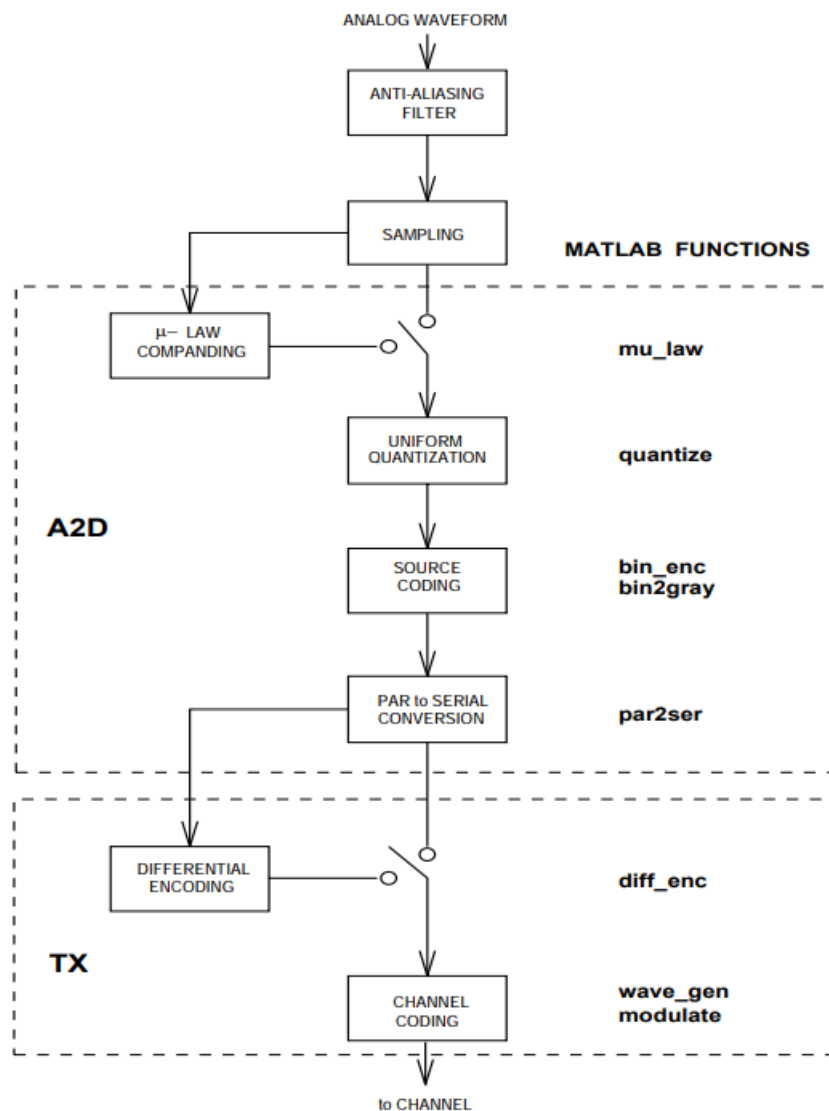 ANALOG WAVEFORM
ANTI-ALIASING
FILTER
SAMPLING
MATLAB FUNCTIONS
μ− LAW
COMPANDING
mu_law
UNIFORM
QUANTIZATION
quantize
A2D
SOURCE
CODING
bin_enc
bin2gray
PAR to SERIAL
CONVERSION
par2ser
DIFFERENTIAL
ENCODING
diff_enc
TX
CHANNEL
CODING
wave_gen
modulate
to CHANNEL